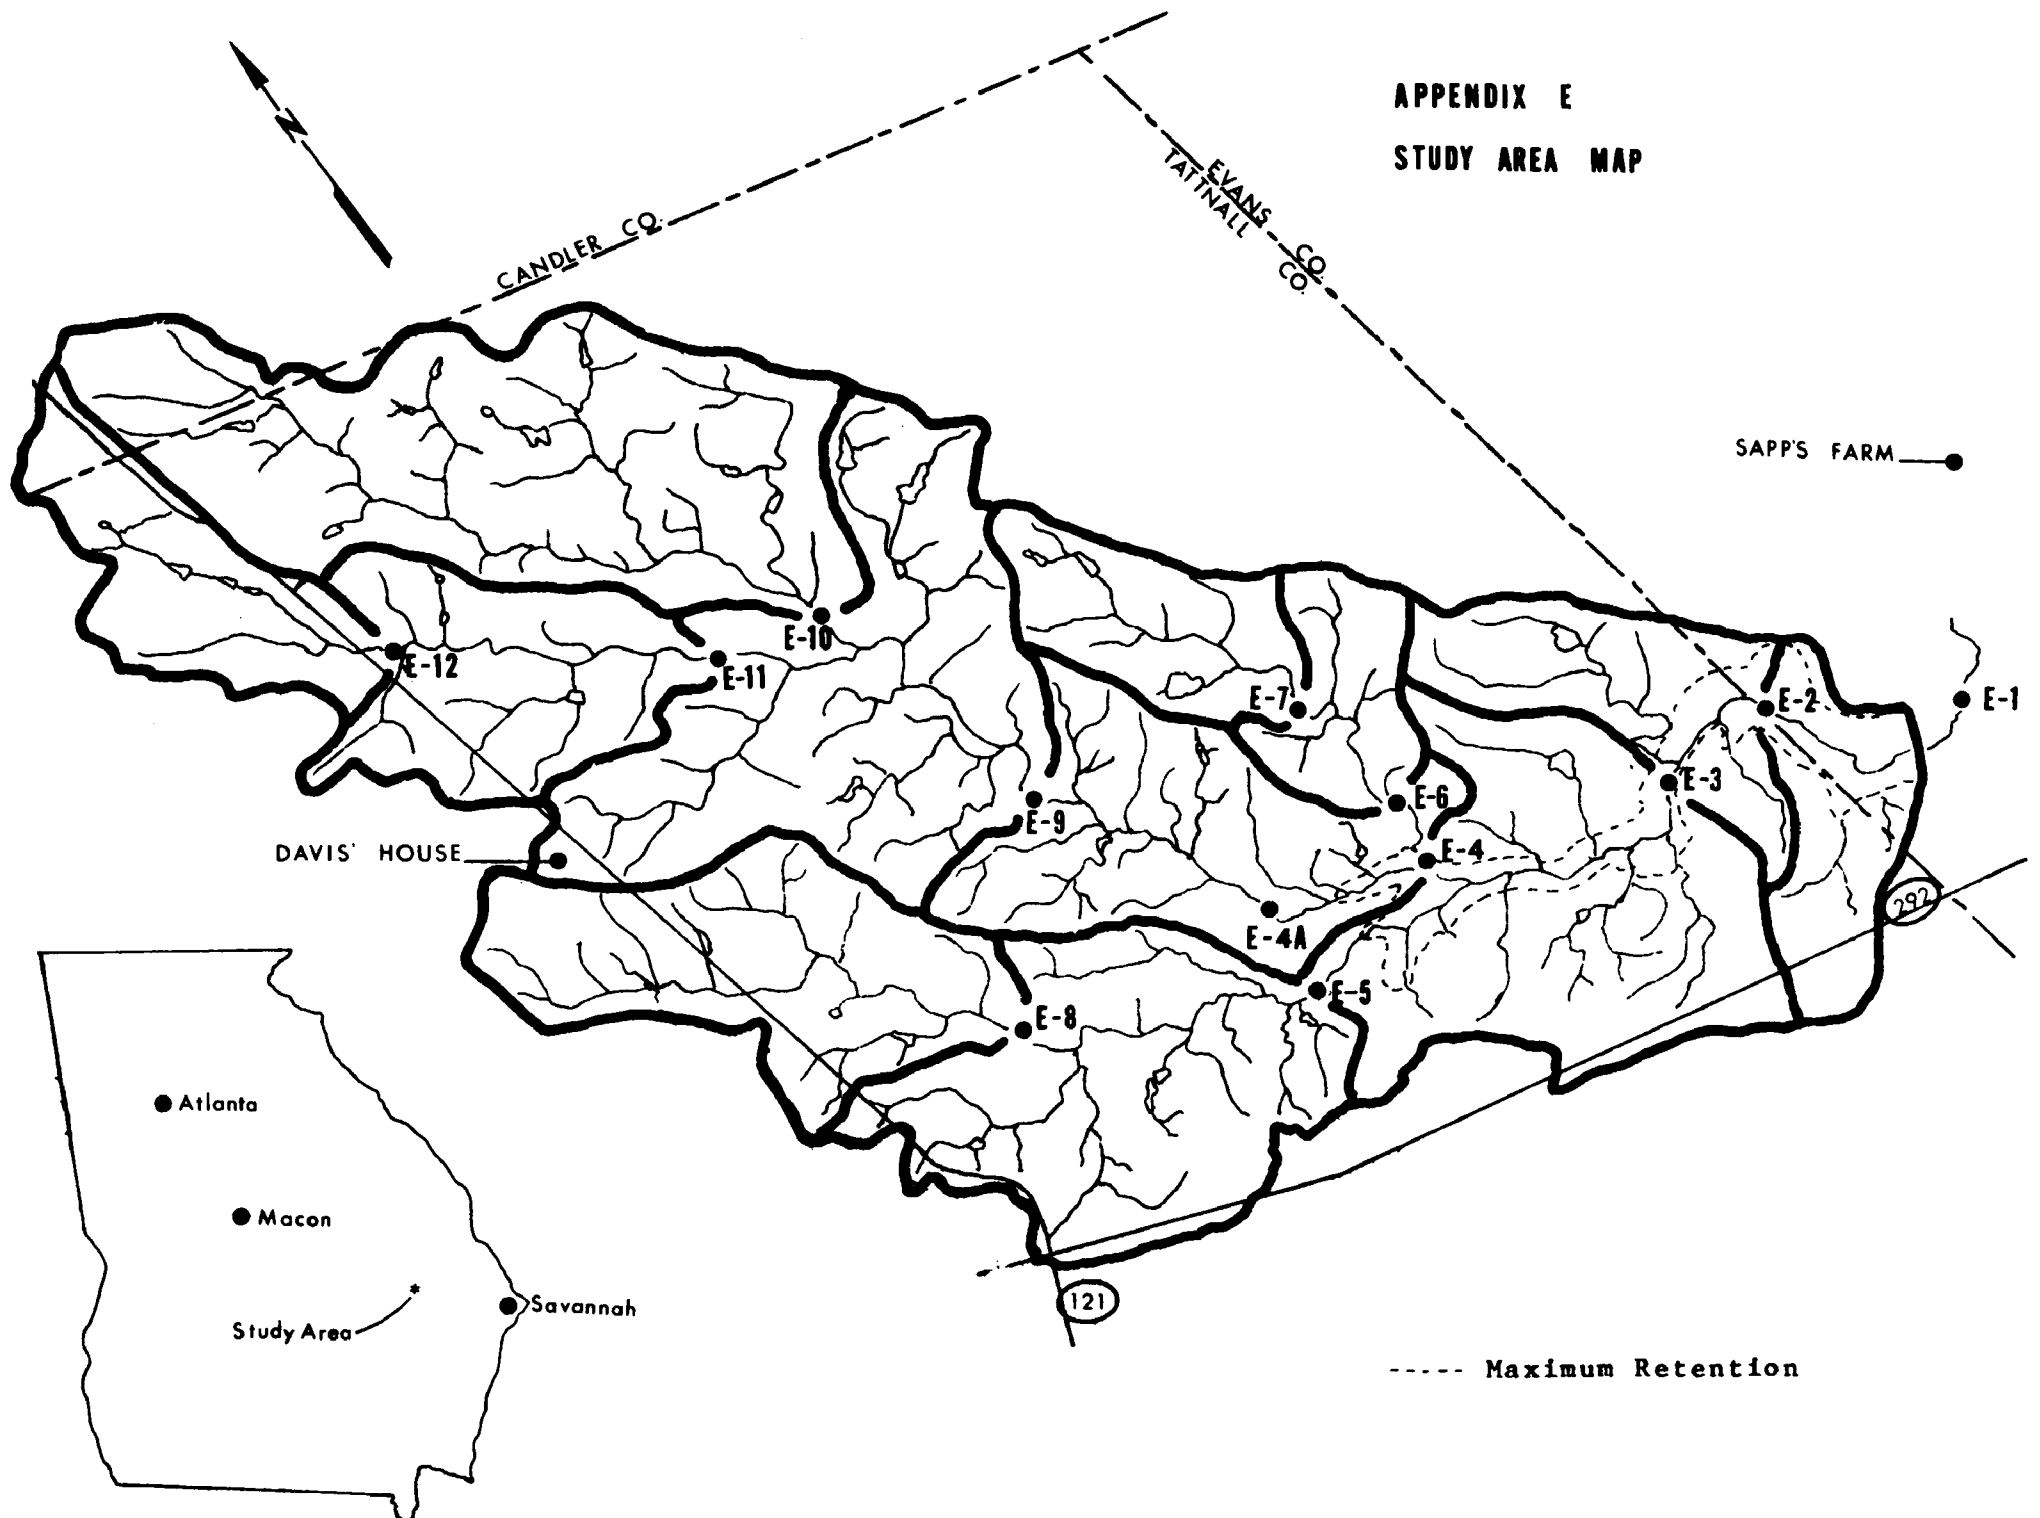 APPENDIX E
STUDY AREA MAP
N
CANDLER CO.
EVANS CO.
TATTNALL CO.
SAPP'S FARM
E-1
E-2
E-3
E-4
E-4A
E-5
E-6
E-7
E-8
E-9
E-10
E-11
E-12
DAVIS' HOUSE
292
121
Atlanta
Macon
Savannah
Study Area
----- Maximum Retention